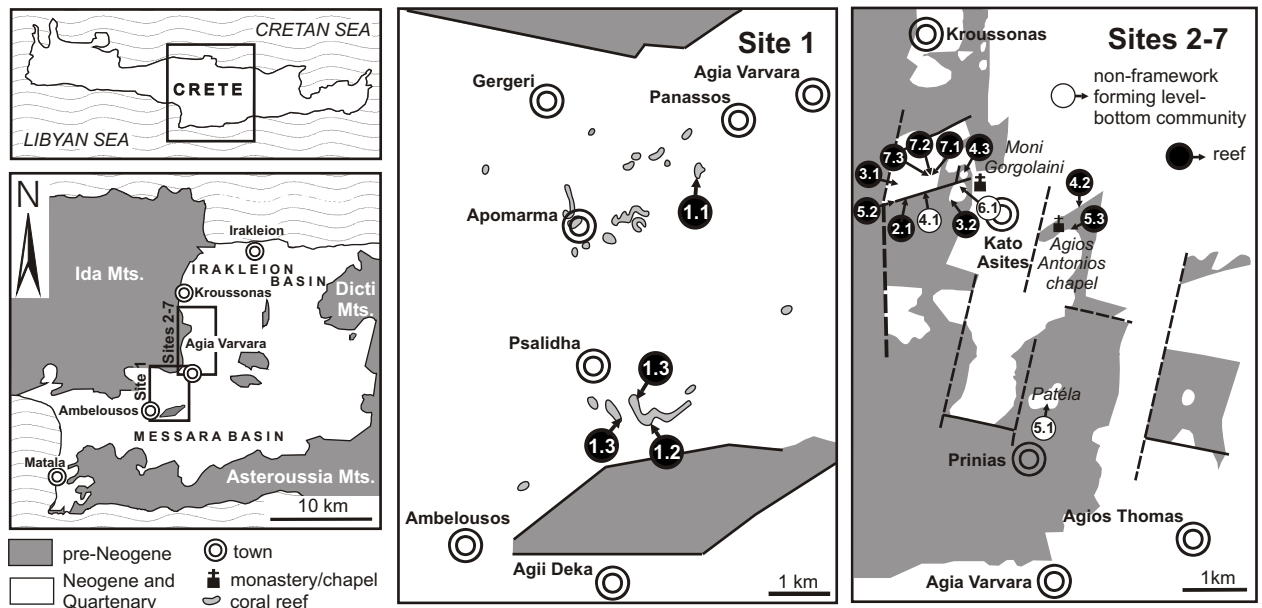 CRETAN SEA
CRETE
LIBYAN SEA
N
Irakleion
IRAKLEION
BASIN
Ida Mts.
Kroussonas
Dicti
Mts.
Sites 2-7
Agia Varvara
Site 1
Ambelousos
MESSARA BASIN
Matala
Asteroussia Mts.
10 km
pre-Neogene
town
Neogene and
Quarternary
monastery/chapel
coral reef
Site 1
Gergeri
Agia Varvara
Panassos
1.1
Apomarma
Psalidha
1.3
1.3
1.2
Ambelousos
Agii Deka
1 km
Kroussonas
Sites 2-7
non-framework
forming level-
bottom community
reef
7.2
7.1
4.3
7.3
Moni
Gorgolaini
3.1
4.2
5.2
6.1
2.1
4.1
3.2
5.3
Kato
Asites
Agios
Antonios
chapel
Patéla
5.1
Prinias
Agios Thomas
Agia Varvara
1km